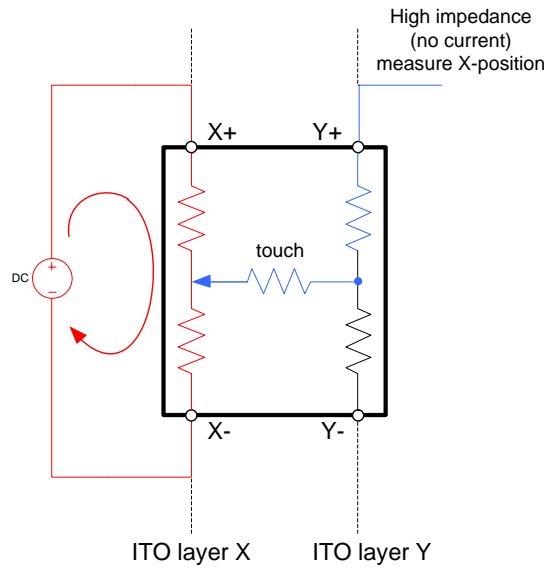 High impedance
(no current)
measure X-position
X+
Y+
+
DC
−
touch
X-
Y-
ITO layer X
ITO layer Y